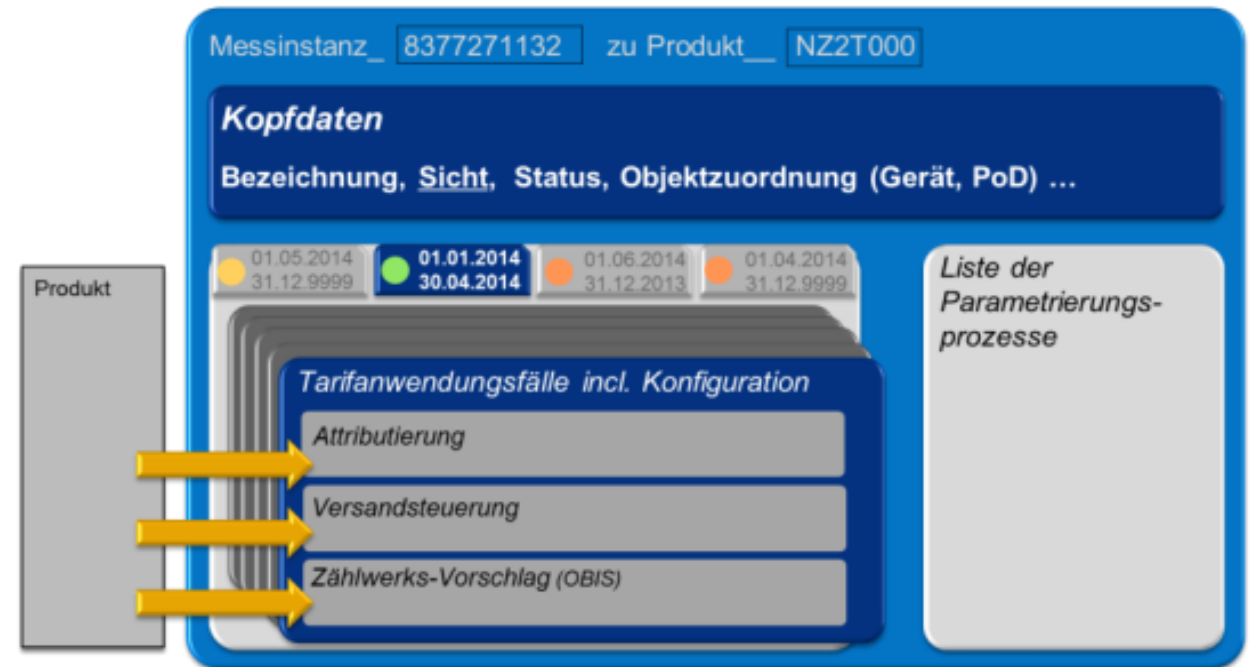 Messinstanz_ 8377271132 zu Produkt__ NZ2T000
Kopfdaten
Bezeichnung, Sicht, Status, Objektzuordnung (Gerät, PoD) ...
Produkt
01.05.2014
31.12.9999
01.01.2014
30.04.2014
01.06.2014
31.12.2013
01.04.2014
31.12.9999
Tarifanwendungsfälle incl. Konfiguration
Attributierung
Versandsteuerung
Zählwerks-Vorschlag (OBIS)
Liste der
Parametrierungs-
prozesse